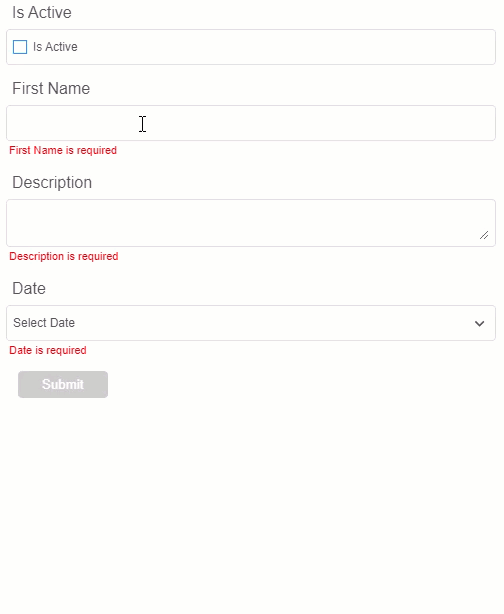 Is Active
Is Active
First Name
First Name is required
Description
Description is required
Date
Select Date
Date is required
Submit